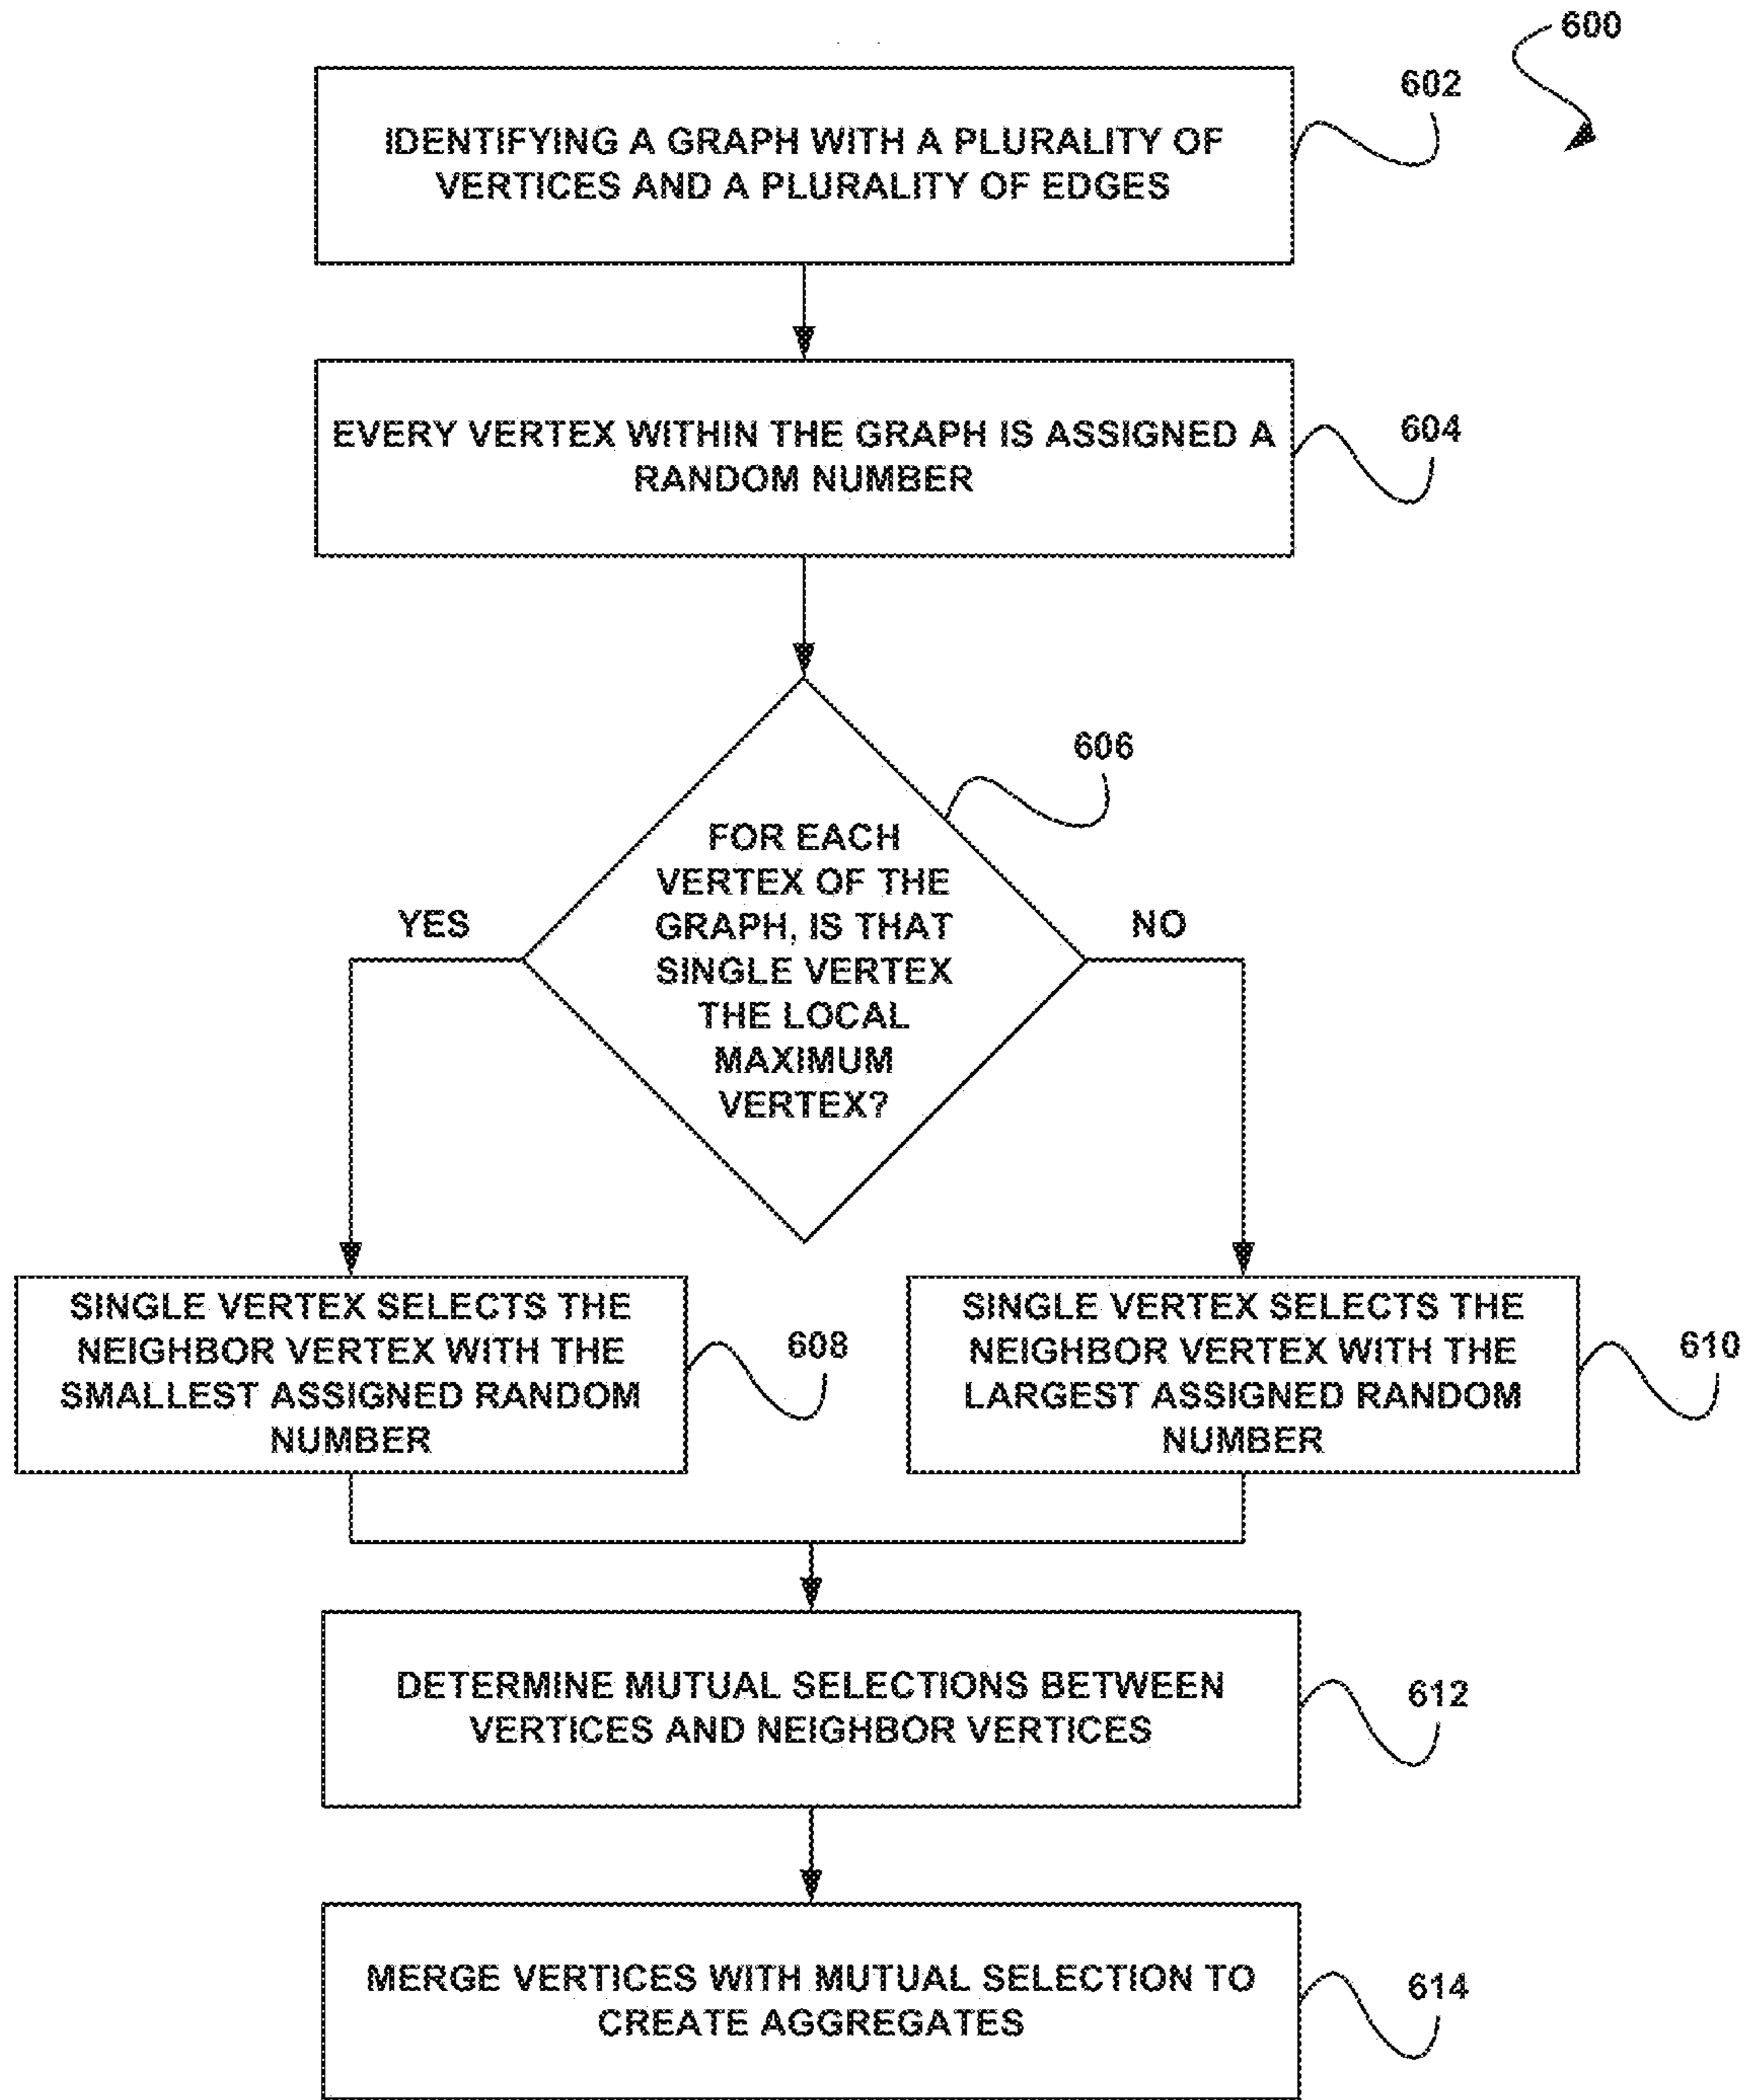 600
602
IDENTIFYING A GRAPH WITH A PLURALITY OF
VERTICES AND A PLURALITY OF EDGES
604
EVERY VERTEX WITHIN THE GRAPH IS ASSIGNED A
RANDOM NUMBER
606
FOR EACH
VERTEX OF THE
GRAPH, IS THAT
SINGLE VERTEX
THE LOCAL
MAXIMUM
VERTEX?
YES
NO
SINGLE VERTEX SELECTS THE
NEIGHBOR VERTEX WITH THE
SMALLEST ASSIGNED RANDOM
NUMBER
608
SINGLE VERTEX SELECTS THE
NEIGHBOR VERTEX WITH THE
LARGEST ASSIGNED RANDOM
NUMBER
610
DETERMINE MUTUAL SELECTIONS BETWEEN
VERTICES AND NEIGHBOR VERTICES
612
MERGE VERTICES WITH MUTUAL SELECTION TO
CREATE AGGREGATES
614